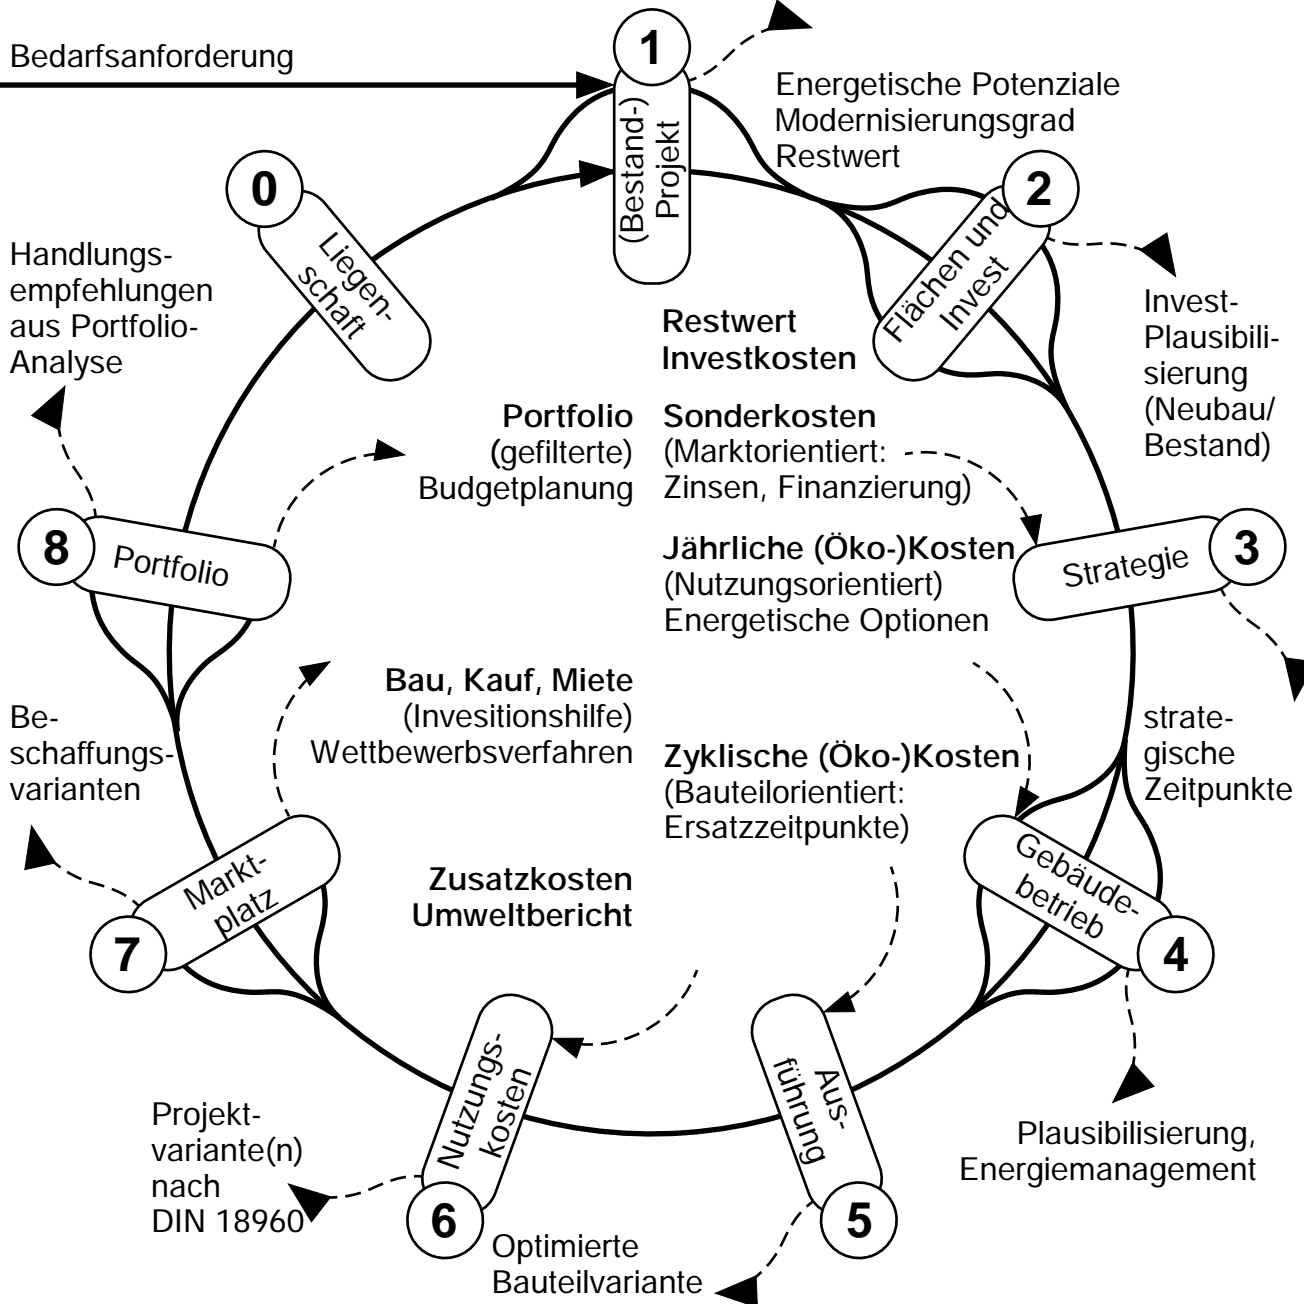 Bedarfsanforderung
1
(Bestand-)
Projekt
Energetische Potenziale
Modernisierungsgrad
Restwert
0
Liegen-
schaft
2
Flächen und
Invest
Handlungs-
empfehlungen
aus Portfolio-
Analyse
Invest-
Plausibili-
sierung
(Neubau/
Bestand)
Restwert
Investkosten
Portfolio
(gefilterte)
Budgetplanung
Sonderkosten
(Marktorientiert:
Zinsen, Finanzierung)
8
Portfolio
Jährliche (Öko-)Kosten
(Nutzungsorientiert)
Energetische Optionen
3
Strategie
Bau, Kauf, Miete
(Invesitionshilfe)
Wettbewerbsverfahren
Be-
schaffungs-
varianten
strate-
gische
Zeitpunkte
Zyklische (Öko-)Kosten
(Bauteilorientiert:
Ersatzzeitpunkte)
7
Markt-
platz
Zusatzkosten
Umweltbericht
Gebäude-
betrieb
4
6
Nutzungs-
kosten
5
Aus-
führung
Projekt-
variante(n)
nach
DIN 18960
Plausibilisierung,
Energiemanagement
Optimierte
Bauteilvariante